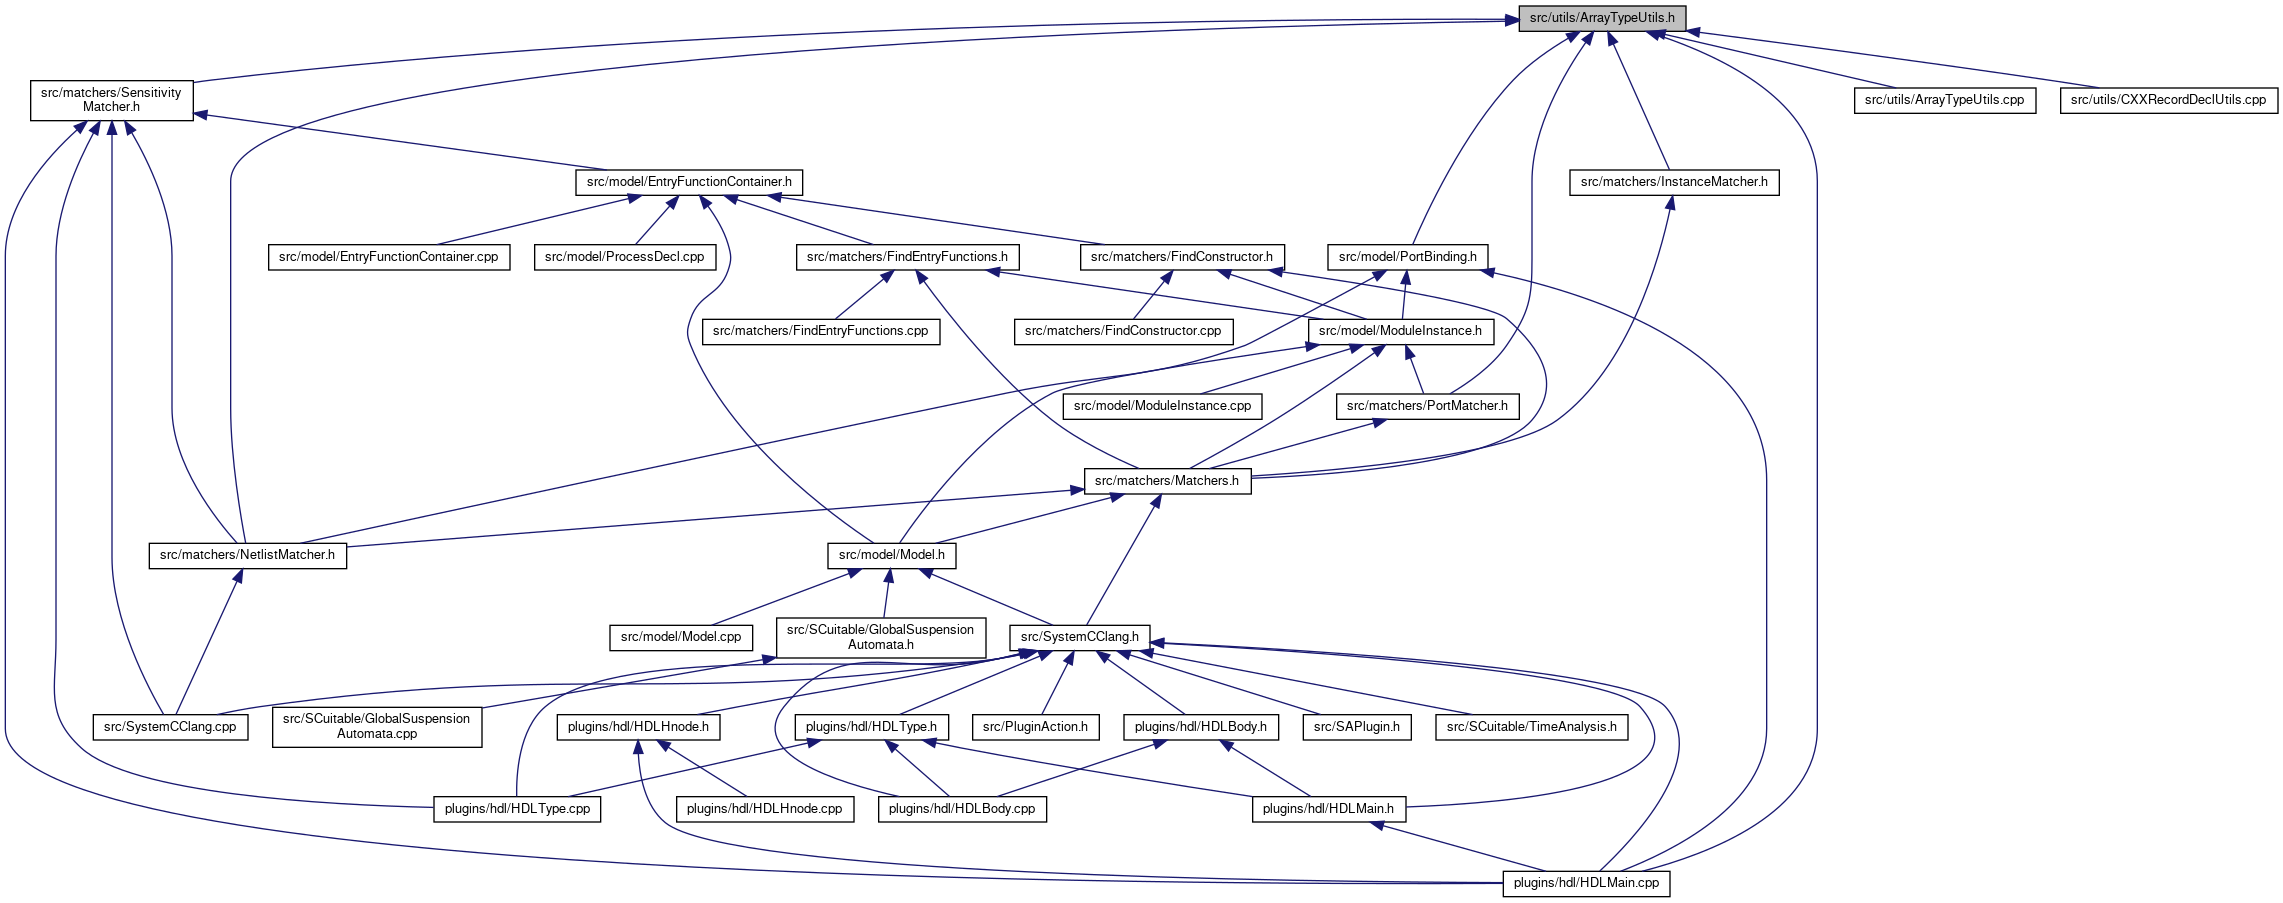 src/utils/ArrayTypeUtils.h
src/matchers/Sensitivity
Matcher.h
src/utils/ArrayTypeUtils.cpp
src/utils/CXXRecordDeclUtils.cpp
src/model/EntryFunctionContainer.h
src/matchers/InstanceMatcher.h
src/model/EntryFunctionContainer.cpp
src/model/ProcessDecl.cpp
src/matchers/FindEntryFunctions.h
src/matchers/FindConstructor.h
src/model/PortBinding.h
src/matchers/FindEntryFunctions.cpp
src/matchers/FindConstructor.cpp
src/model/ModuleInstance.h
src/model/ModuleInstance.cpp
src/matchers/PortMatcher.h
src/matchers/Matchers.h
src/matchers/NetlistMatcher.h
src/model/Model.h
src/model/Model.cpp
src/SCuitable/GlobalSuspension
Automata.h
src/SystemCClang.h
src/SystemCClang.cpp
src/SCuitable/GlobalSuspension
Automata.cpp
plugins/hdl/HDLHnode.h
plugins/hdl/HDLType.h
src/PluginAction.h
plugins/hdl/HDLBody.h
src/SAPlugin.h
src/SCuitable/TimeAnalysis.h
plugins/hdl/HDLType.cpp
plugins/hdl/HDLHnode.cpp
plugins/hdl/HDLBody.cpp
plugins/hdl/HDLMain.h
plugins/hdl/HDLMain.cpp